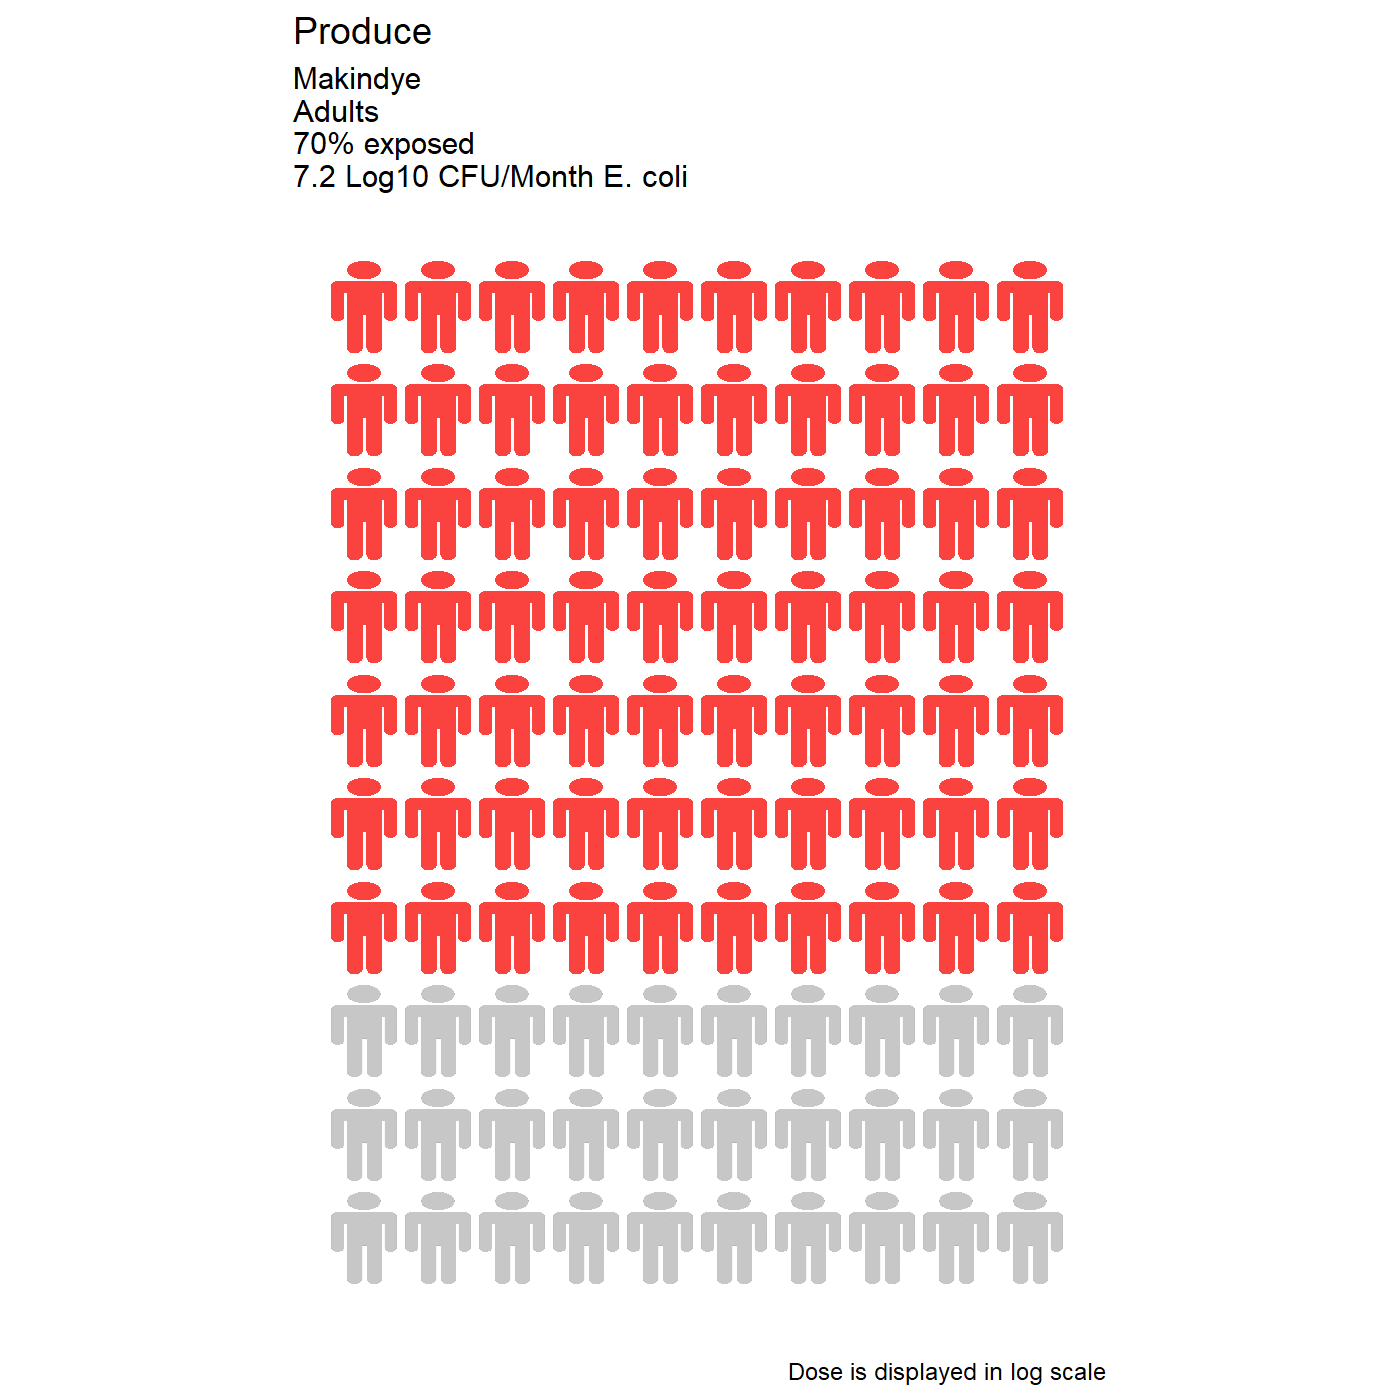 Produce
Makindye
Adults
70% exposed
7.2 Log10 CFU/Month E. coli
Dose is displayed in log scale